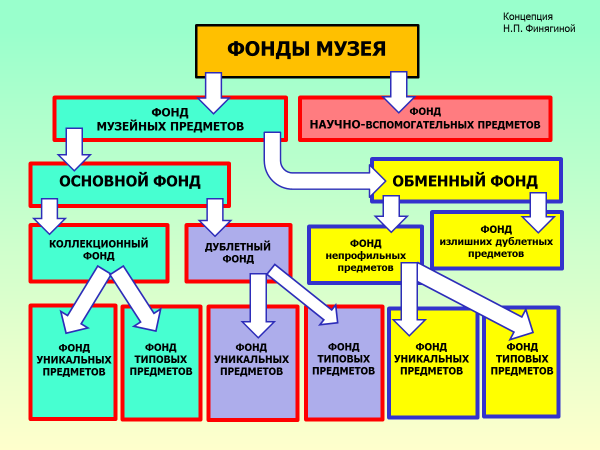 Концепция
Н.П. Финягиной
ФОНДЫ МУЗЕЯ
ФОНД
МУЗЕЙНЫХ ПРЕДМЕТОВ
ФОНД
НАУЧНО-ВСПОМОГАТЕЛЬНЫХ ПРЕДМЕТОВ
ОСНОВНОЙ ФОНД
ОБМЕННЫЙ ФОНД
КОЛЛЕКЦИОННЫЙ
ФОНД
ДУБЛЕТНЫЙ
ФОНД
ФОНД
непрофильных
предметов
ФОНД
излишних дублетных
предметов
ФОНД
УНИКАЛЬНЫХ
ПРЕДМЕТОВ
ФОНД
ТИПОВЫХ
ПРЕДМЕТОВ
ФОНД
УНИКАЛЬНЫХ
ПРЕДМЕТОВ
ФОНД
ТИПОВЫХ
ПРЕДМЕТОВ
ФОНД
УНИКАЛЬНЫХ
ПРЕДМЕТОВ
ФОНД
ТИПОВЫХ
ПРЕДМЕТОВ